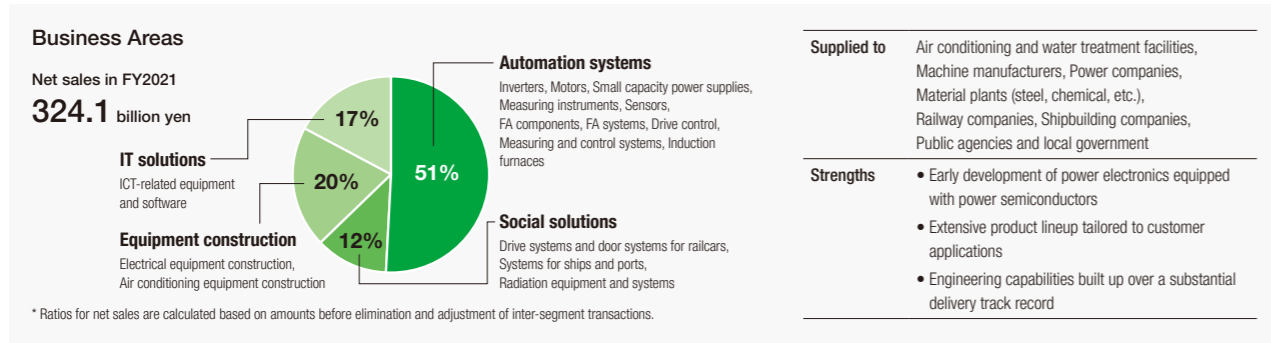 Business Areas
Net sales in FY2021
324.1 billion yen
17%
51%
20%
12%
IT solutions
ICT-related equipment
and software
Equipment construction
Electrical equipment construction,
Air conditioning equipment construction
Automation systems
Inverters, Motors, Small capacity power supplies,
Measuring instruments, Sensors,
FA components, FA systems, Drive control,
Measuring and control systems, Induction
furnaces
Social solutions
Drive systems and door systems for railcars,
Systems for ships and ports,
Radiation equipment and systems
* Ratios for net sales are calculated based on amounts before elimination and adjustment of inter-segment transactions.
Supplied to
Air conditioning and water treatment facilities,
Machine manufacturers, Power companies,
Material plants (steel, chemical, etc.),
Railway companies, Shipbuilding companies,
Public agencies and local government
Strengths
• Early development of power electronics equipped
with power semiconductors
• Extensive product lineup tailored to customer
applications
• Engineering capabilities built up over a substantial
delivery track record